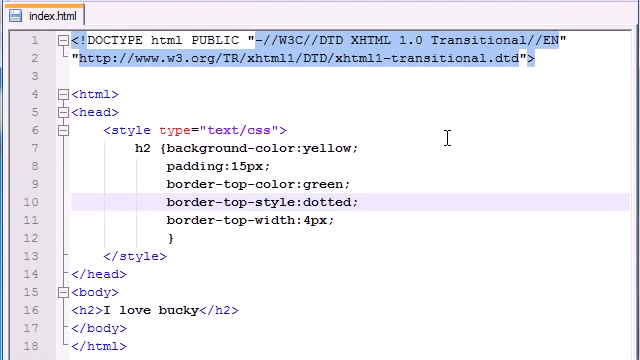 index.html
1 <!DOCTYPE html PUBLIC "-//W3C//DTD XHTML 1.0 Transitional//EN"
2 "http://www.w3.org/TR/xhtml1/DTD/xhtml1-transitional.dtd">
3
4 <html>
5 <head>
6 <style type="text/css">
7 h2 {background-color:yellow;
8 padding:15px;
9 border-top-color:green;
10 border-top-style:dotted;
11 border-top-width:4px;
12 }
13 </style>
14 </head>
15 <body>
16 <h2>I love bucky</h2>
17 </body>
18 </html>